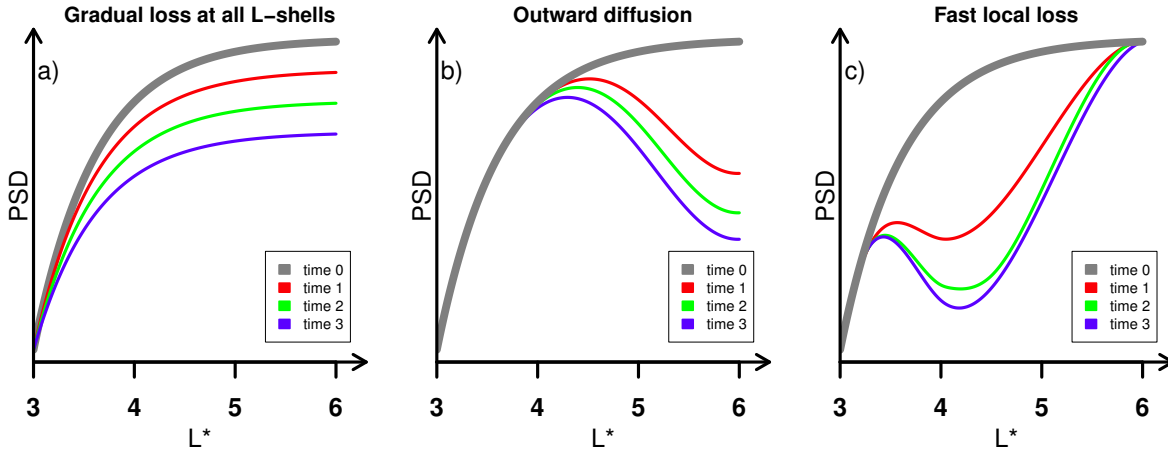 Gradual loss at all L−shells
a)
PSD
time 0
time 1
time 2
time 3
3 4 5 6
L*
Outward diffusion
b)
PSD
time 0
time 1
time 2
time 3
3 4 5 6
L*
Fast local loss
c)
PSD
time 0
time 1
time 2
time 3
3 4 5 6
L*